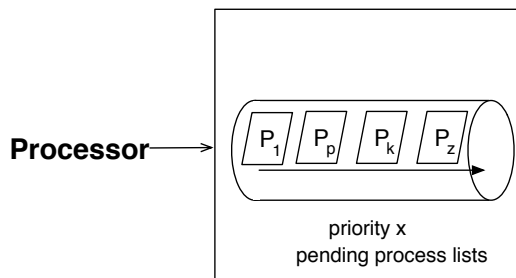 Processor
P1 Pp Pk Pz
priority x
pending process lists